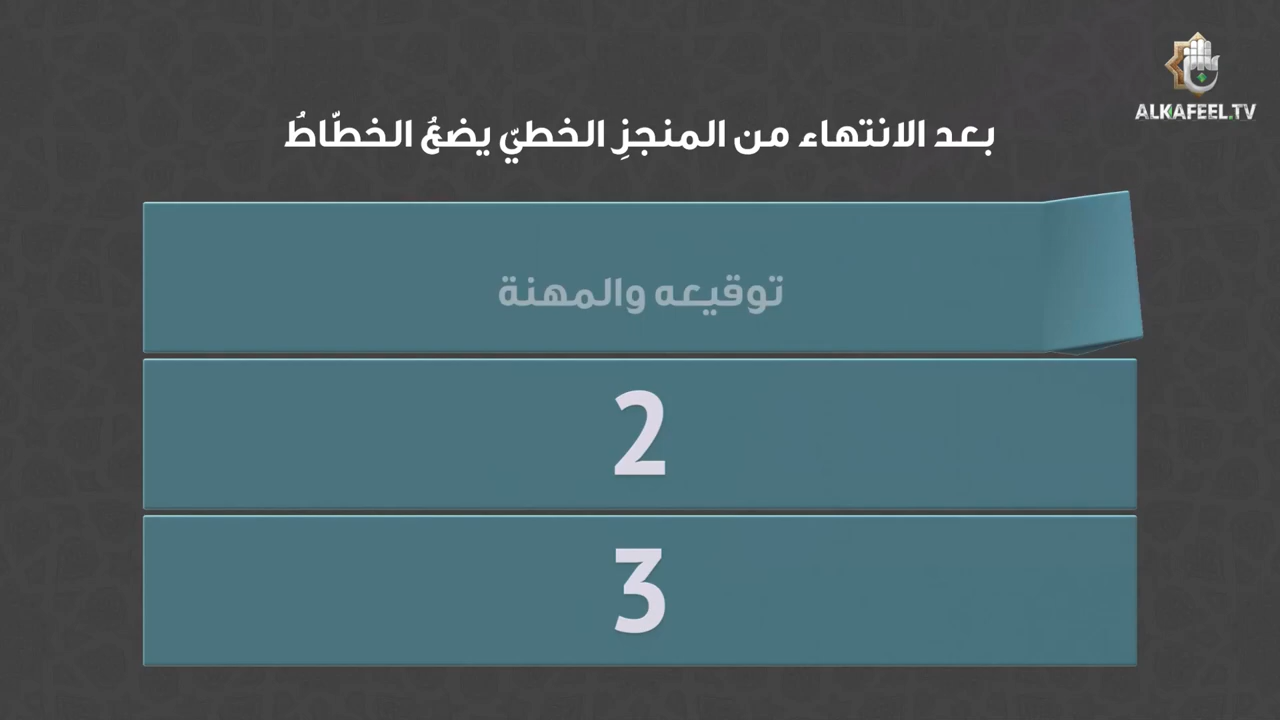 ALKAFEEL.TV
بعد الانتهاء من المنجزِ الخطيّ يضعُ الخطّاطُ
توقيعه والمهنة
2
3